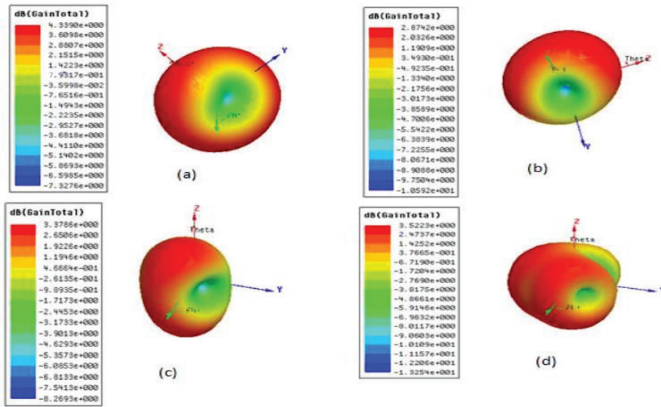 dB(GainTotal)
4.3390e+000
3.6098e+000
2.8807e+000
2.1515e+000
1.4223e+000
-3.5998e-002
-7.6516e-001
-1.4943e+000
-2.2235e+000
-2.9527e+000
-3.6818e+000
-4.4110e+000
-5.1402e+000
-5.8693e+000
-6.5985e+000
-7.3276e+000
Z
Y
(a)
dB(GainTotal)
2.8742e+000
2.0326e+000
1.1909e+000
3.4930e-001
-4.9235e-001
-1.3340e+000
-2.1756e+000
-3.0173e+000
-3.8589e+000
-4.7006e+000
-5.5422e+000
-6.3839e+000
-7.2255e+000
-8.0671e+000
-8.9088e+000
-9.7504e+000
-1.0592e+001
Theta
Z
Y
(b)
dB(GainTotal)
3.3786e+000
2.6506e+000
1.9226e+000
1.1946e+000
4.6664e-001
-2.6135e-001
-9.8935e-001
-1.7173e+000
-2.4453e+000
-3.1733e+000
-3.9013e+000
-4.6293e+000
-5.3573e+000
-6.0853e+000
-6.8133e+000
-7.5413e+000
-8.2693e+000
Z
Theta
Y
(c)
dB(GainTotal)
3.5223e+000
2.4737e+000
1.4252e+000
3.7665e-001
-6.7190e-001
-1.7204e+000
-2.7690e+000
-3.8175e+000
-4.8661e+000
-5.9146e+000
-6.9632e+000
-8.0117e+000
-9.0603e+000
-1.0109e+001
-1.1157e+001
-1.2206e+001
-1.3254e+001
Z
Theta
(d)